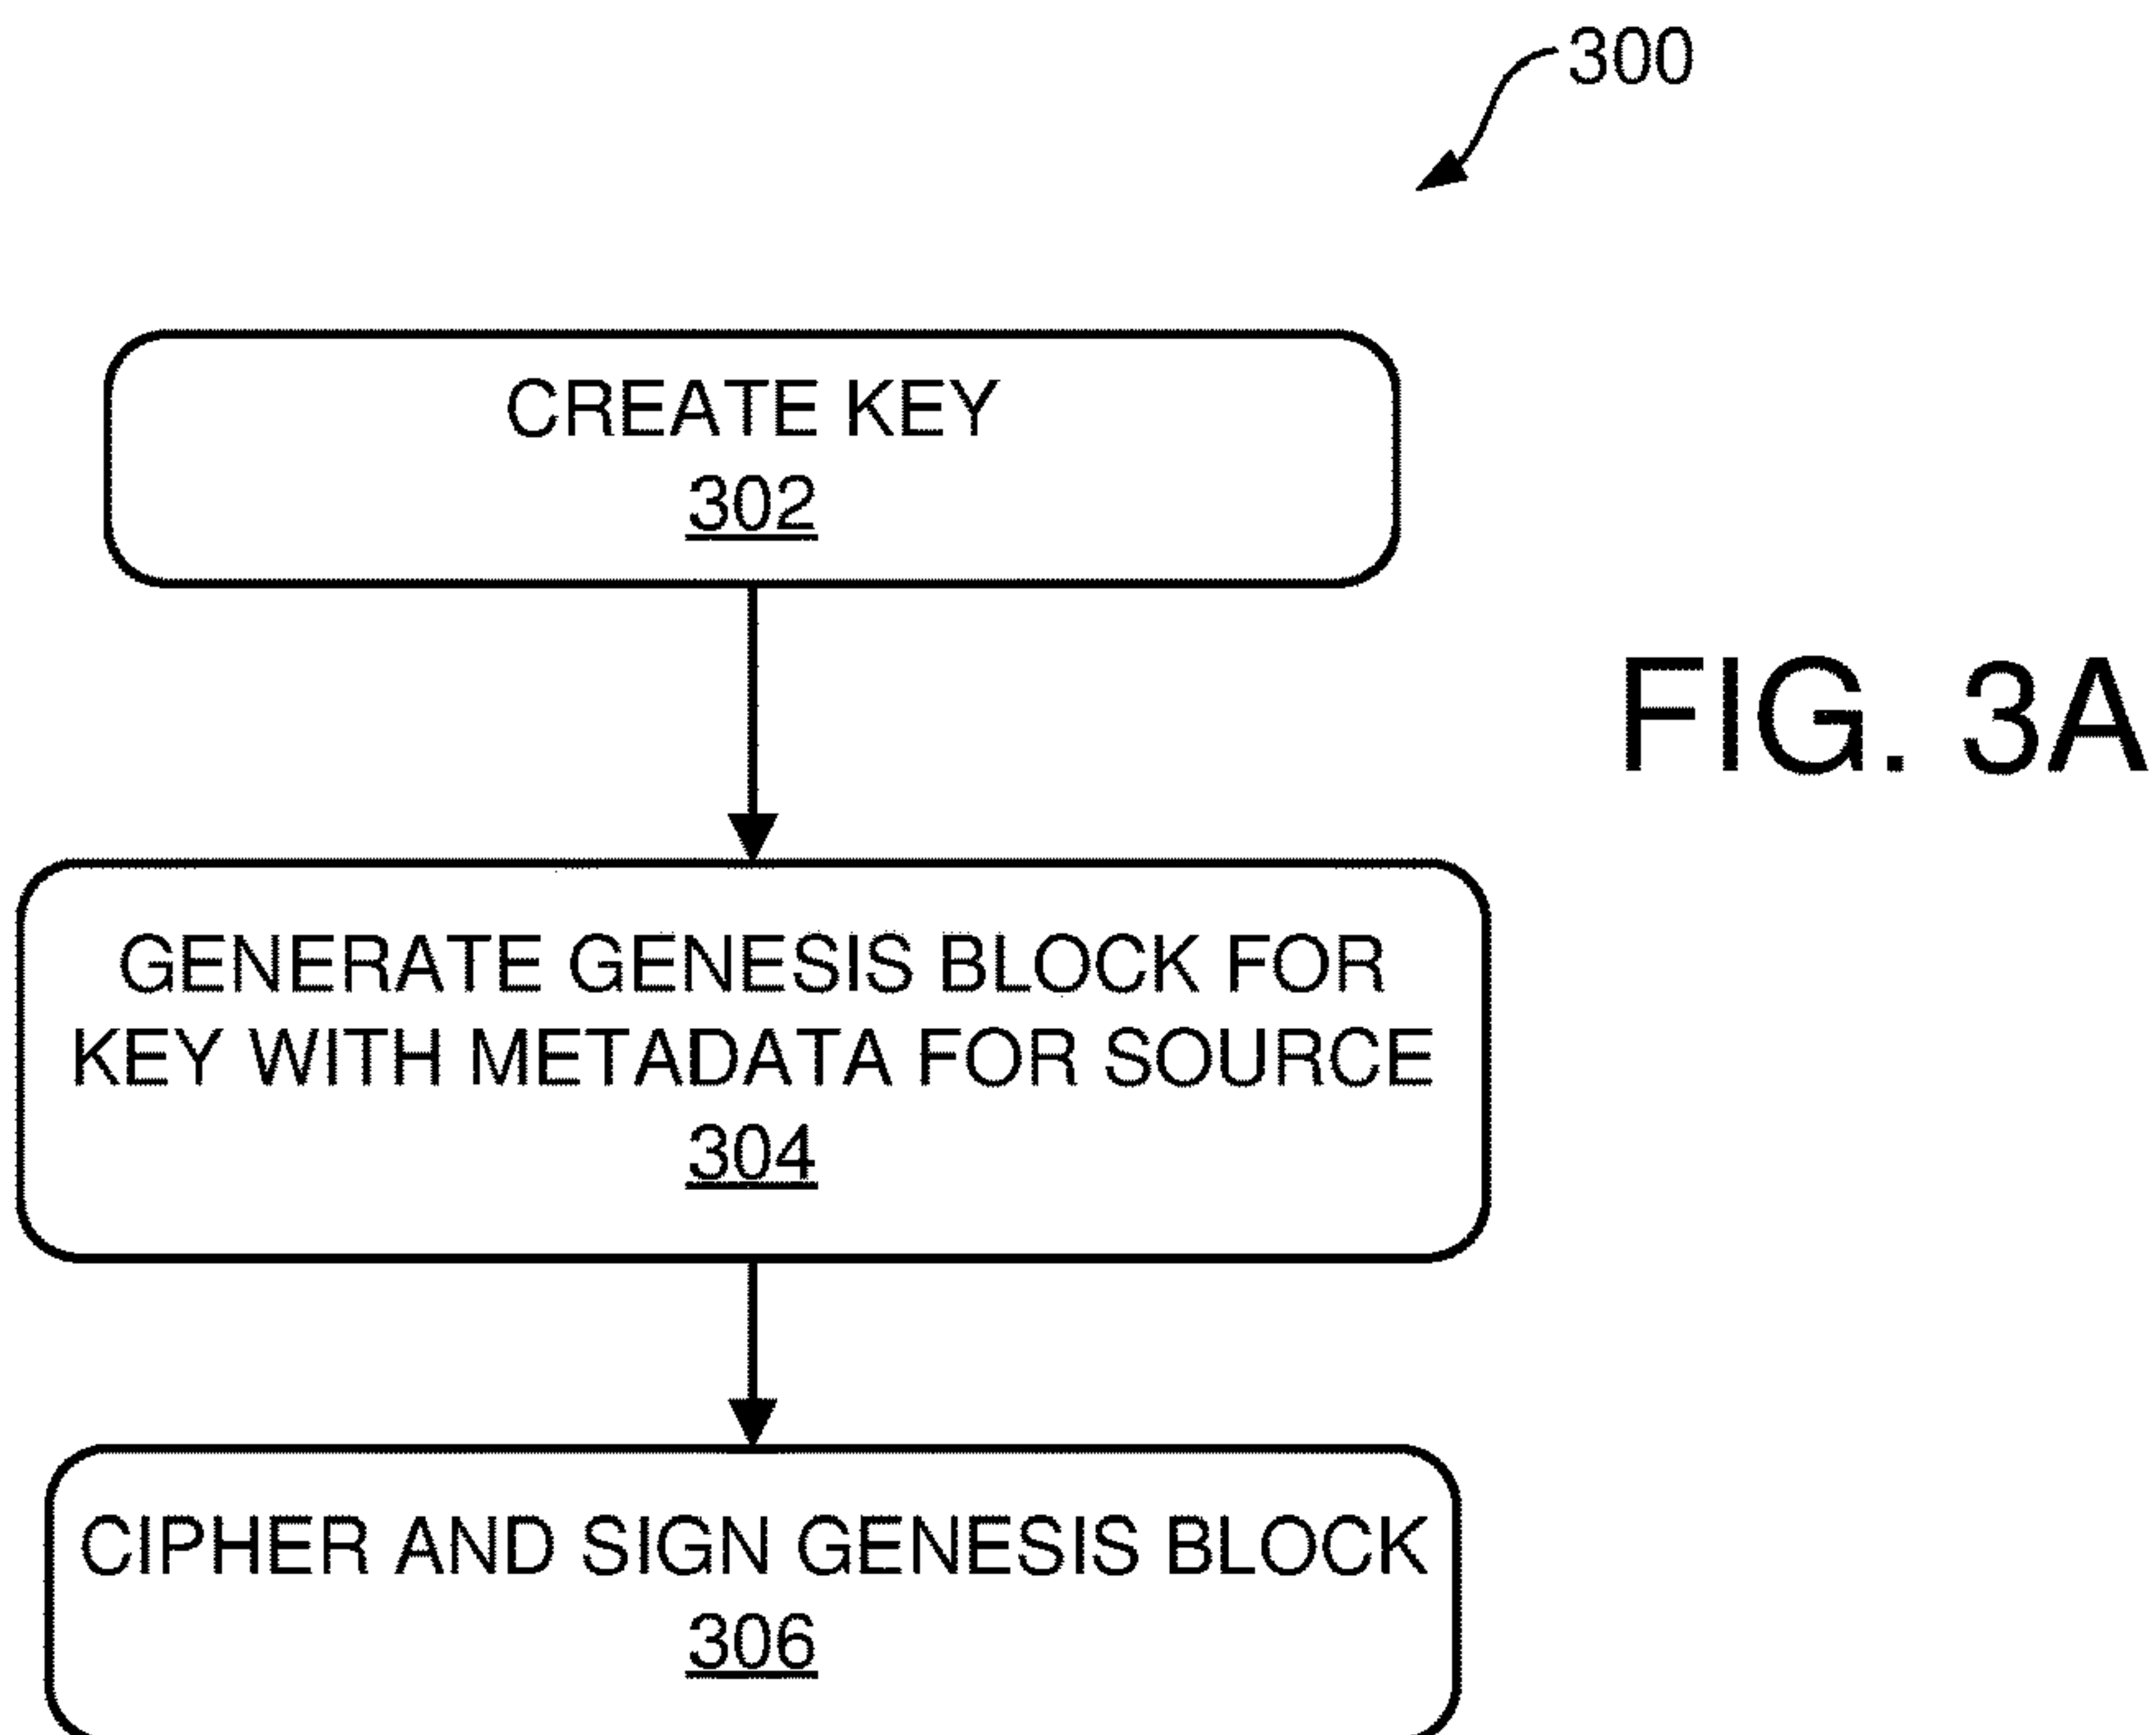 300
CREATE KEY
302
FIG. 3A
GENERATE GENESIS BLOCK FOR
KEY WITH METADATA FOR SOURCE
304
CIPHER AND SIGN GENESIS BLOCK
306